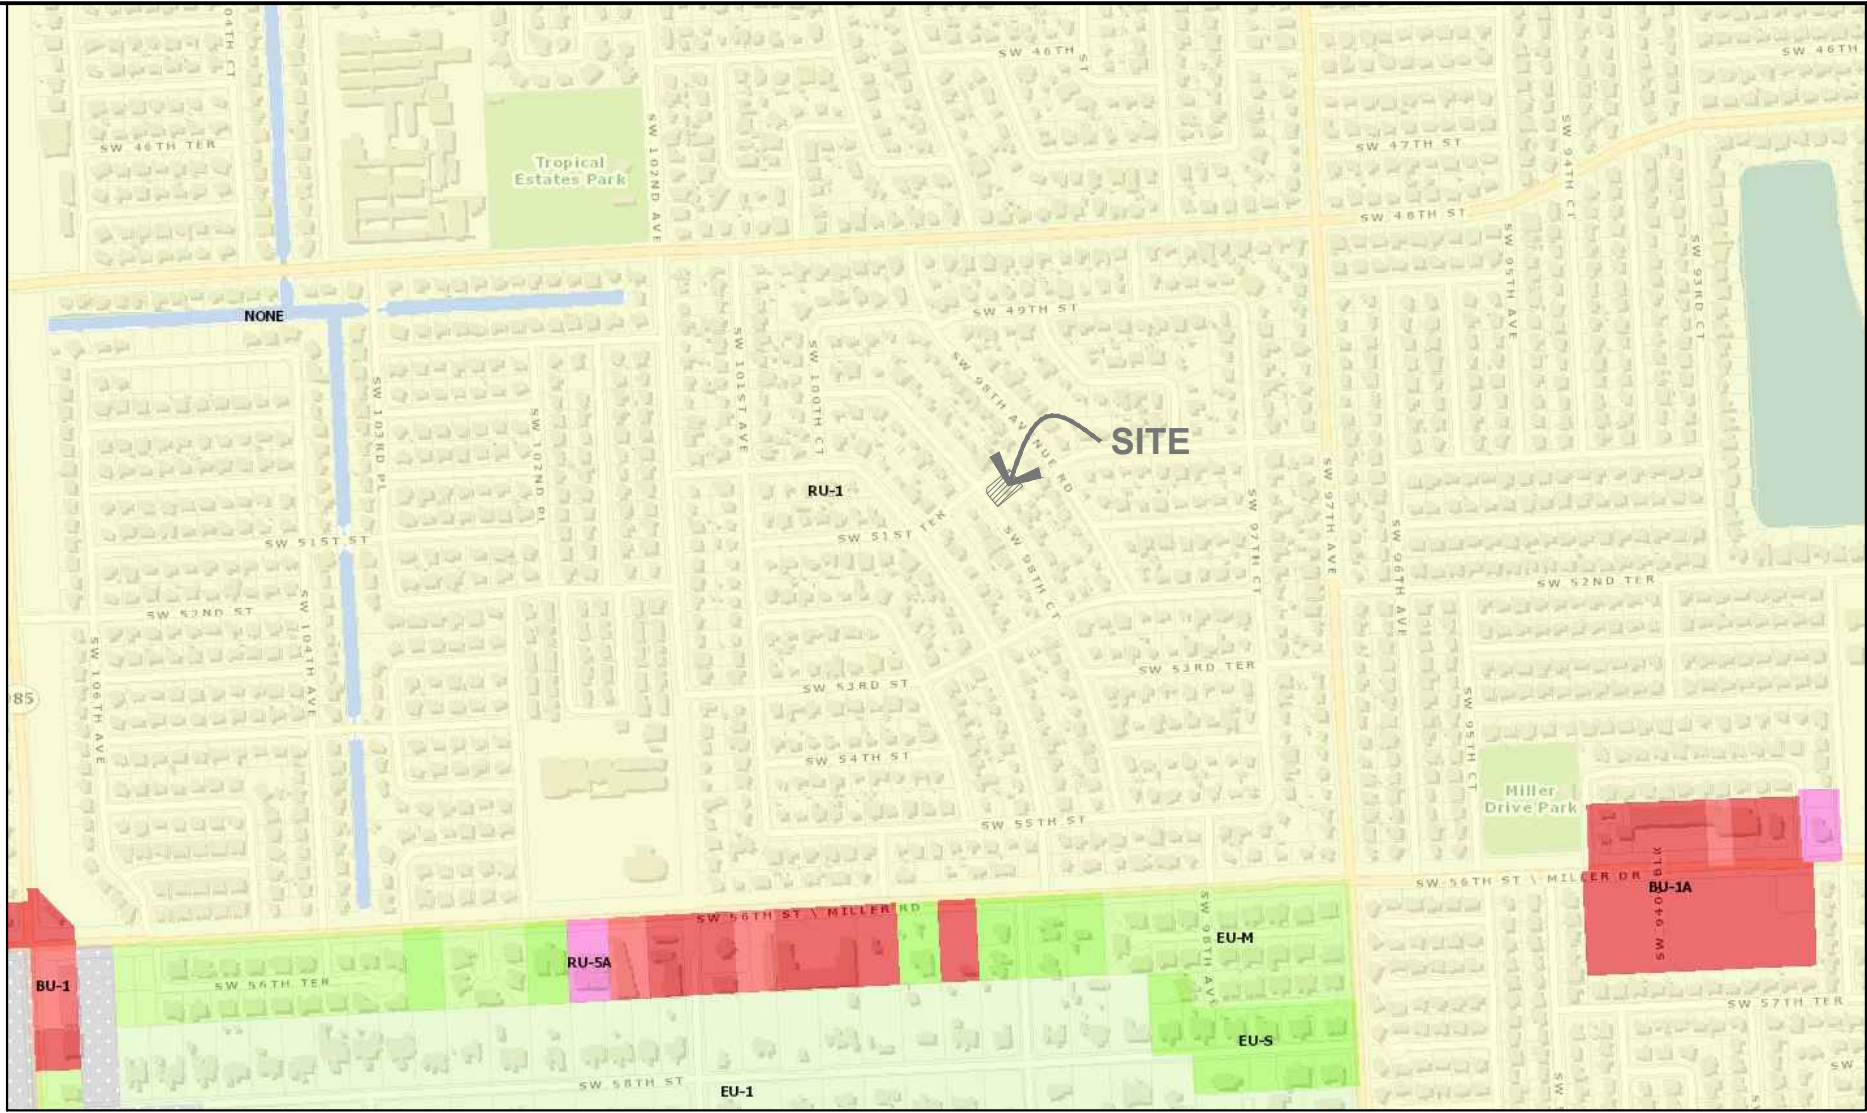 04TH CT
SW 46TH ST
SW 46TH
SW 46TH TER
Tropical
Estates Park
SW 102ND AVE
SW 47TH ST
SW 94TH CT
SW 48TH ST
SW 95TH AVE
SW 93RD CT
NONE
SW 49TH ST
SW 101ST AVE
SW 100TH CT
SW 98TH AVENUE RD
SW 103RD PL
SW 102ND PL
SITE
RU-1
SW 51ST TER
SW 51ST ST
SW 98TH CT
SW 97TH CT
SW 97TH AVE
SW 96TH AVE
SW 52ND TER
SW 52ND ST
SW 104TH AVE
SW 106TH AVE
985
SW 53RD ST
SW 53RD TER
SW 95TH CT
SW 54TH ST
Miller
Drive Park
SW 55TH ST
SW 56TH ST \ MILLER DR
SW 940 BLK
BU-1A
SW 56TH ST \ MILLER RD
SW 98TH AV
EU-M
RU-5A
BU-1
SW 56TH TER
SW 57TH TER
EU-S
SW 58TH ST
EU-1
SW
SW
S